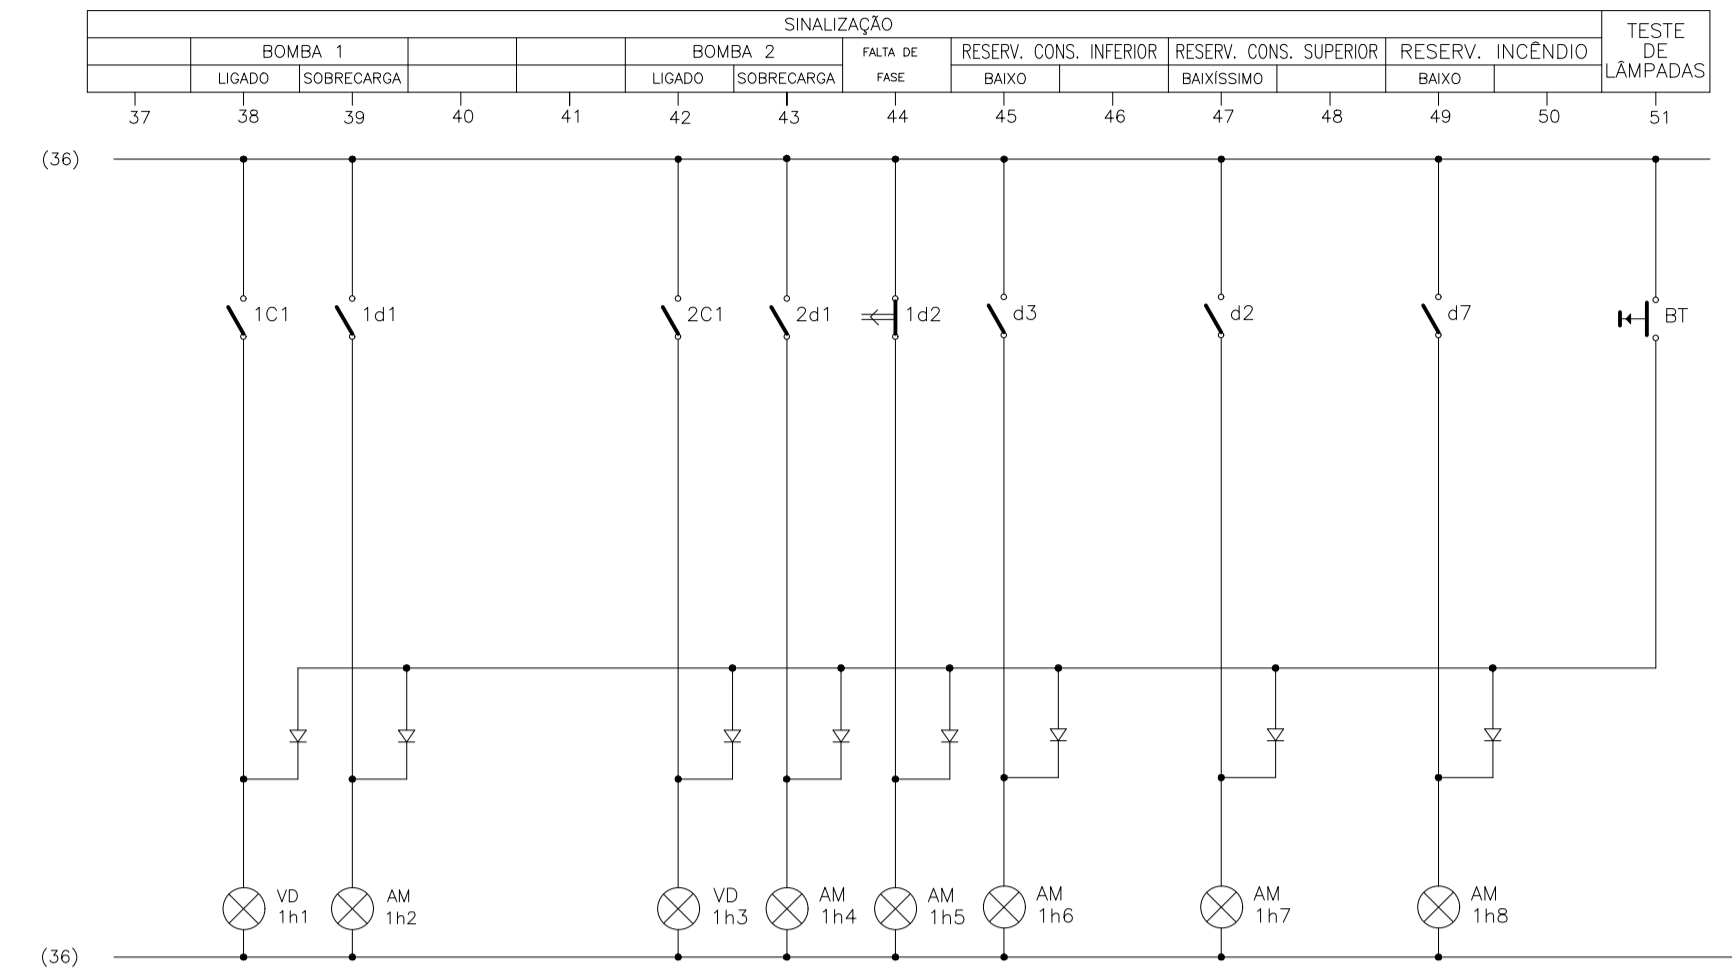 SINALIZAÇÃO
TESTE
DE
LÂMPADAS
BOMBA 1
BOMBA 2
FALTA DE
FASE
RESERV. CONS. INFERIOR
RESERV. CONS. SUPERIOR
RESERV. INCÊNDIO
LIGADO
SOBRECARGA
LIGADO
SOBRECARGA
BAIXO
BAIXÍSSIMO
BAIXO
37 38 39 40 41 42 43 44 45 46 47 48 49 50 51
(36)
1C1
1d1
2C1
2d1
1d2
d3
d2
d7
BT
VD
1h1
AM
1h2
VD
1h3
AM
1h4
AM
1h5
AM
1h6
AM
1h7
AM
1h8
(36)